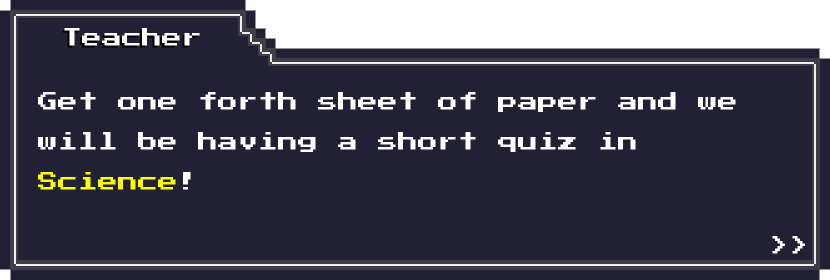 Teacher
Get one forth sheet of paper and we
will be having a short quiz in
Science!
>>